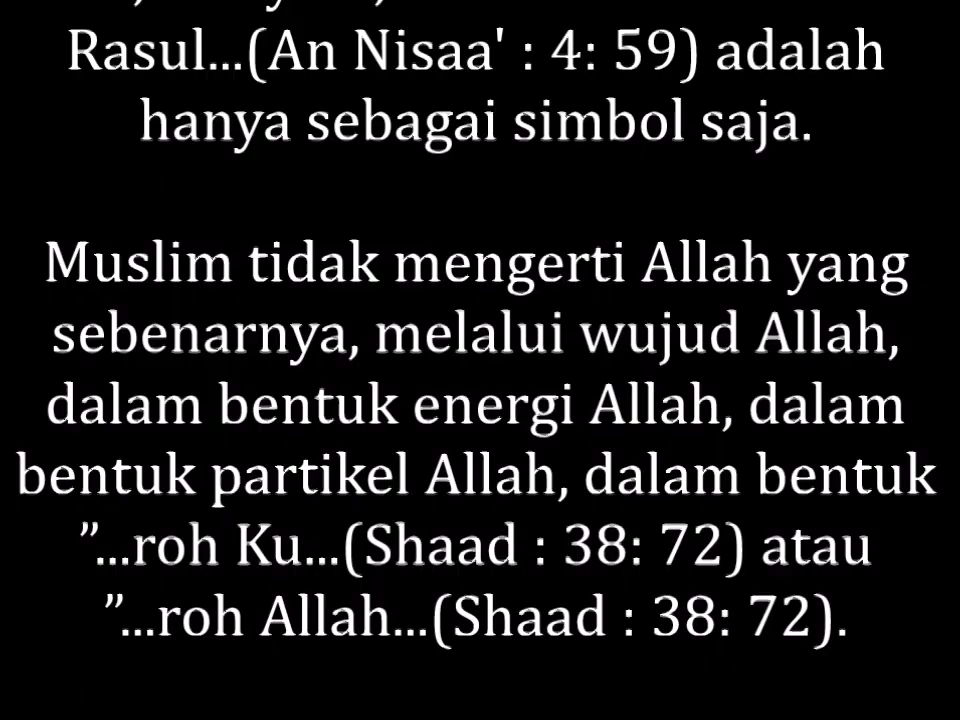 Rasul...(An Nisaa' : 4: 59) adalah
hanya sebagai simbol saja.
Muslim tidak mengerti Allah yang
sebenarnya, melalui wujud Allah,
dalam bentuk energi Allah, dalam
bentuk partikel Allah, dalam bentuk
”...roh Ku...(Shaad : 38: 72) atau
”...roh Allah...(Shaad : 38: 72).